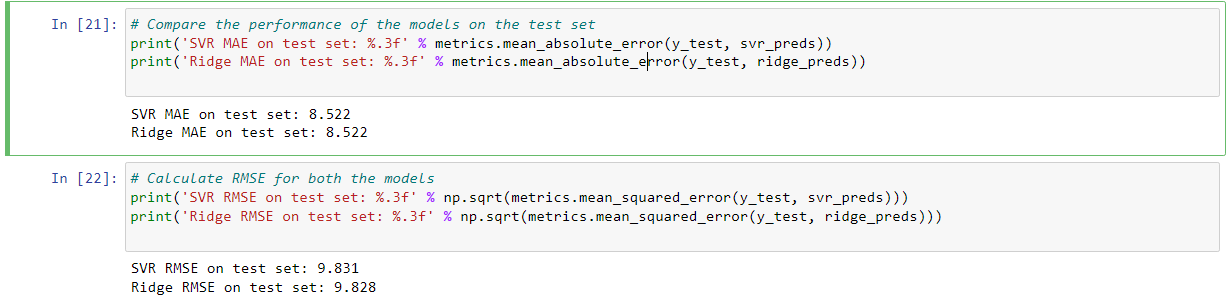 In [21]: # Compare the performance of the models on the test set
print('SVR MAE on test set: %.3f' % metrics.mean_absolute_error(y_test, svr_preds))
print('Ridge MAE on test set: %.3f' % metrics.mean_absolute_error(y_test, ridge_preds))
SVR MAE on test set: 8.522
Ridge MAE on test set: 8.522
In [22]: # Calculate RMSE for both the models
print('SVR RMSE on test set: %.3f' % np.sqrt(metrics.mean_squared_error(y_test, svr_preds)))
print('Ridge RMSE on test set: %.3f' % np.sqrt(metrics.mean_squared_error(y_test, ridge_preds)))
SVR RMSE on test set: 9.831
Ridge RMSE on test set: 9.828